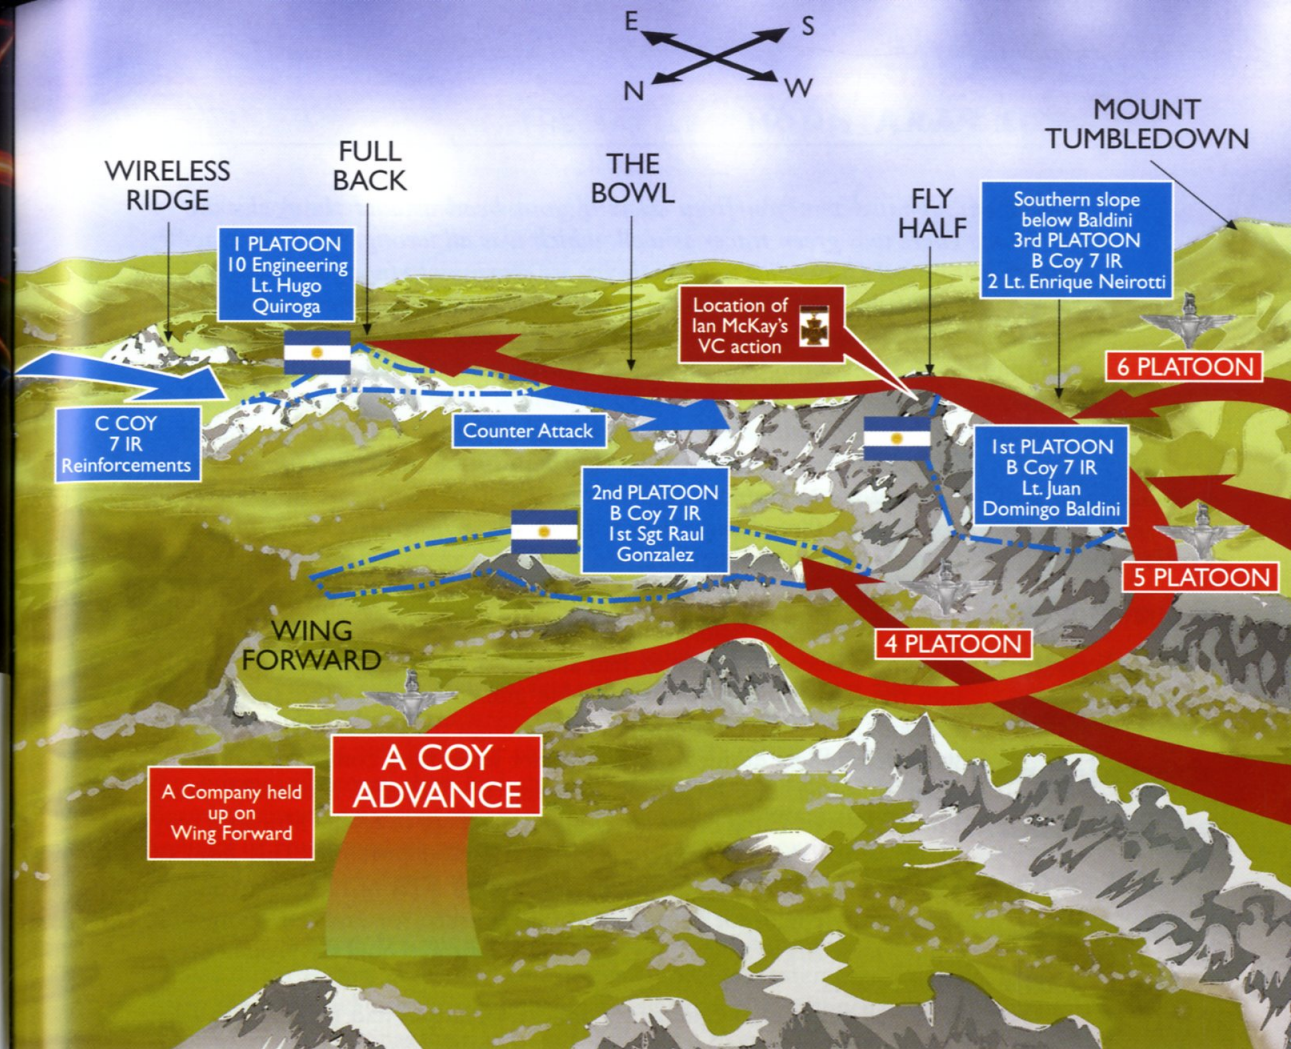 E
S
N
W
MOUNT
TUMBLEDOWN
WIRELESS
RIDGE
FULL
BACK
THE
BOWL
FLY
HALF
Southern slope
below Baldini
3rd PLATOON
B Coy 7 IR
2 Lt. Enrique Neirotti
1 PLATOON
10 Engineering
Lt. Hugo
Quiroga
Location of
Ian McKay's
VC action
6 PLATOON
C COY
7 IR
Reinforcements
Counter Attack
1st PLATOON
B Coy 7 IR
Lt. Juan
Domingo Baldini
2nd PLATOON
B Coy 7 IR
1st Sgt Raul
Gonzalez
5 PLATOON
WING
FORWARD
4 PLATOON
A COY
ADVANCE
A Company held
up on
Wing Forward